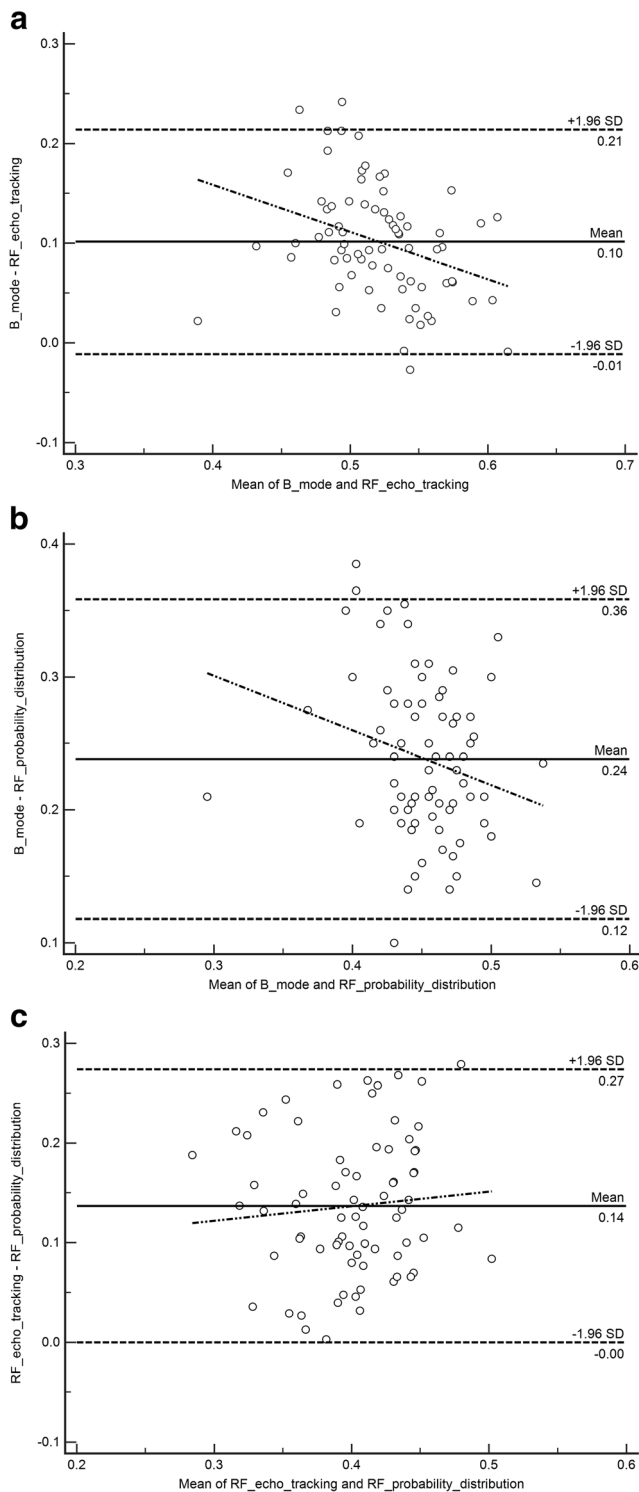 a
0.3
0.2
0.1
0.0
-0.1
B_mode - RF_echo_tracking
+1.96 SD
0.21
Mean
0.10
-1.96 SD
-0.01
0.3
0.4
0.5
0.6
0.7
Mean of B_mode and RF_echo_tracking
b
0.4
0.3
0.2
0.1
B_mode - RF_probability_distribution
+1.96 SD
0.36
Mean
0.24
-1.96 SD
0.12
0.2
0.3
0.4
0.5
0.6
Mean of B_mode and RF_probability_distribution
c
0.3
0.2
0.1
0.0
-0.1
RF_echo_tracking - RF_probability_distribution
+1.96 SD
0.27
Mean
0.14
-1.96 SD
-0.00
0.2
0.3
0.4
0.5
0.6
Mean of RF_echo_tracking and RF_probability_distribution